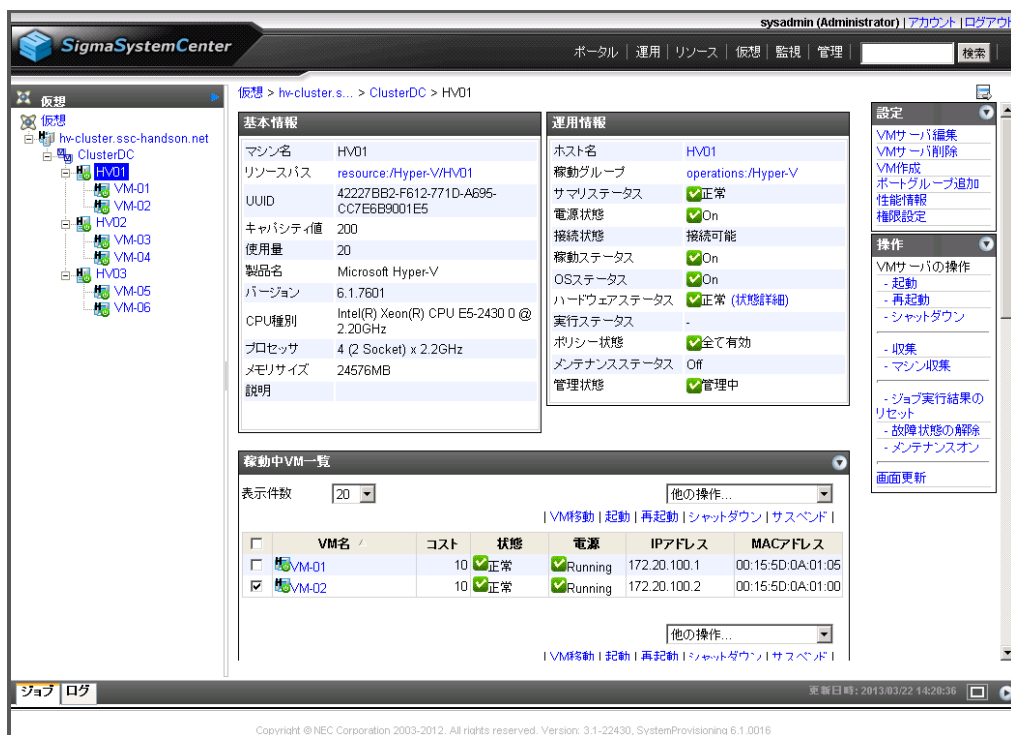 sysadmin (Administrator) | アカウント | ログアウト
SigmaSystemCenter
ポータル | 運用 | リソース | 仮想 | 監視 | 管理 | 検索
仮想
仮想
hv-cluster.ssc-handson.net
ClusterDC
HV01
VM-01
VM-02
HV02
VM-03
VM-04
HV03
VM-05
VM-06
仮想 > hv-cluster.s... > ClusterDC > HV01
基本情報
マシン名 HV01
リソースパス resource:/Hyper-V/HV01
UUID 42227BB2-F612-771D-A695-
CC7E6B9001E5
キャパシティ値 200
使用量 20
製品名 Microsoft Hyper-V
バージョン 6.1.7601
CPU種別 Intel(R) Xeon(R) CPU E5-2430 0 @
2.20GHz
プロセッサ 4 (2 Socket) x 2.2GHz
メモリサイズ 24576MB
説明
運用情報
ホスト名 HV01
稼動グループ operations:/Hyper-V
サマリステータス 正常
電源状態 On
接続状態 接続可能
稼動ステータス On
OSステータス On
ハードウェアステータス 正常 (状態詳細)
実行ステータス -
ポリシー状態 全て有効
メンテナンスステータス Off
管理状態 管理中
稼動中VM一覧
表示件数 20 他の操作...
| VM移動 | 起動 | 再起動 | シャットダウン | サスペンド |
VM名 コスト 状態 電源 IPアドレス MACアドレス
VM-01 10 正常 Running 172.20.100.1 00:15:5D:0A:01:05
VM-02 10 正常 Running 172.20.100.2 00:15:5D:0A:01:00
他の操作...
| VM移動 | 起動 | 再起動 | シャットダウン | サスペンド |
設定
VMサーバ編集
VMサーバ削除
VM作成
ポートグループ追加
性能情報
権限設定
操作
VMサーバの操作
- 起動
- 再起動
- シャットダウン
- 収集
- マシン収集
- ジョブ実行結果の
リセット
- 故障状態の解除
- メンテナンスオン
画面更新
ジョブ ログ
更新日時: 2013/03/22 14:20:36
Copyright © NEC Corporation 2003-2012. All rights reserved. Version: 3.1-22430, SystemProvisioning 6.1.0016